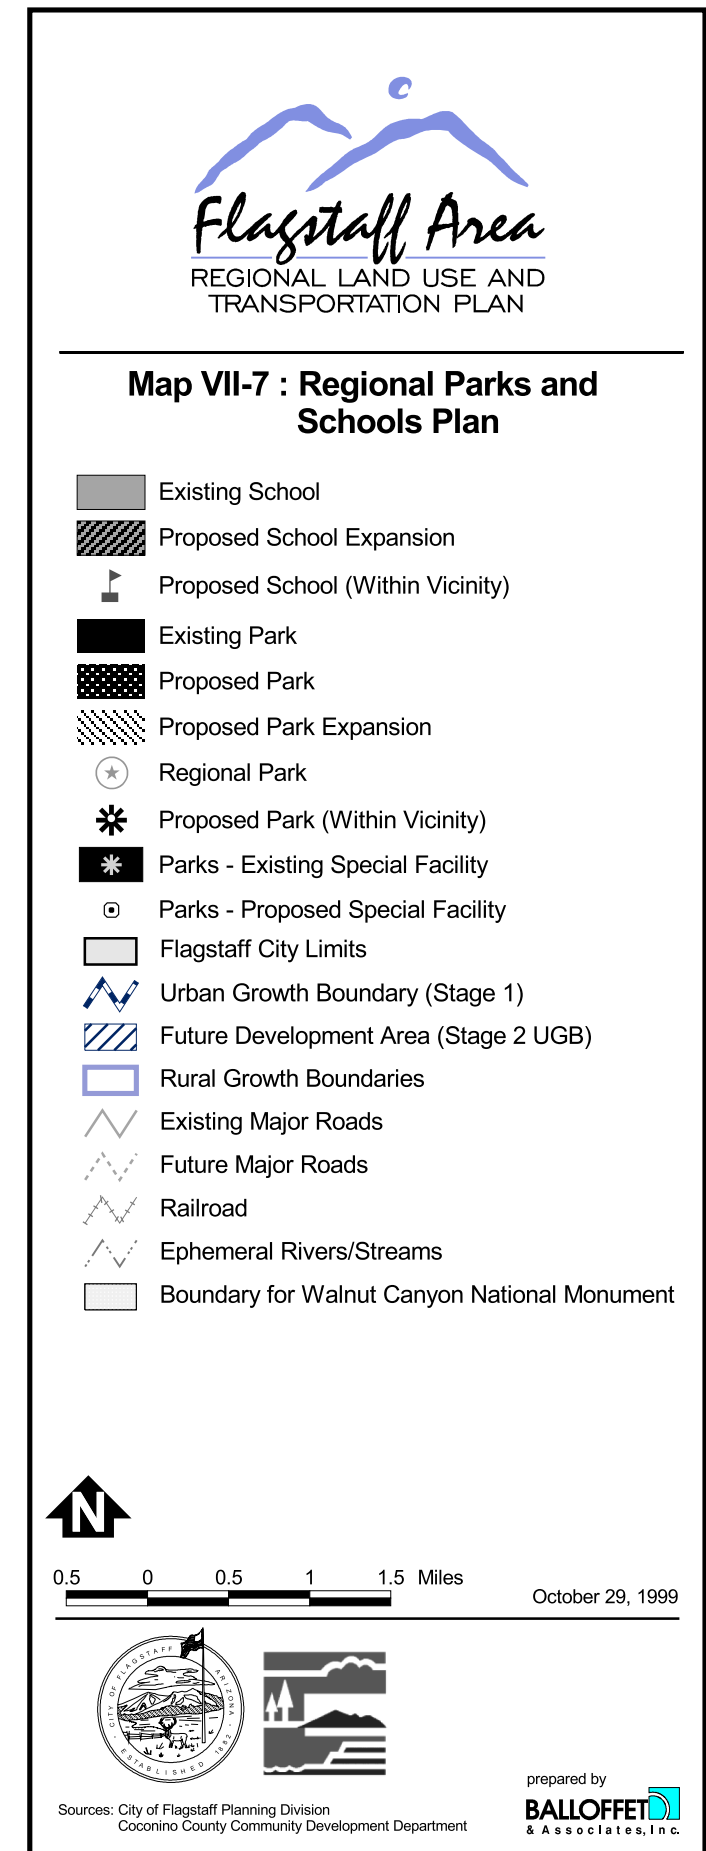 Flagstaff Area
REGIONAL LAND USE AND
TRANSPORTATION PLAN
Map VII-7 : Regional Parks and
Schools Plan
Existing School
Proposed School Expansion
Proposed School (Within Vicinity)
Existing Park
Proposed Park
Proposed Park Expansion
Regional Park
Proposed Park (Within Vicinity)
Parks - Existing Special Facility
Parks - Proposed Special Facility
Flagstaff City Limits
Urban Growth Boundary (Stage 1)
Future Development Area (Stage 2 UGB)
Rural Growth Boundaries
Existing Major Roads
Future Major Roads
Railroad
Ephemeral Rivers/Streams
Boundary for Walnut Canyon National Monument
N
0.5 0 0.5 1 1.5 Miles
October 29, 1999
CITY OF FLAGSTAFF ARIZONA
ESTABLISHED 1882
prepared by
BALLOFFET
& Associates, Inc.
Sources: City of Flagstaff Planning Division
Coconino County Community Development Department